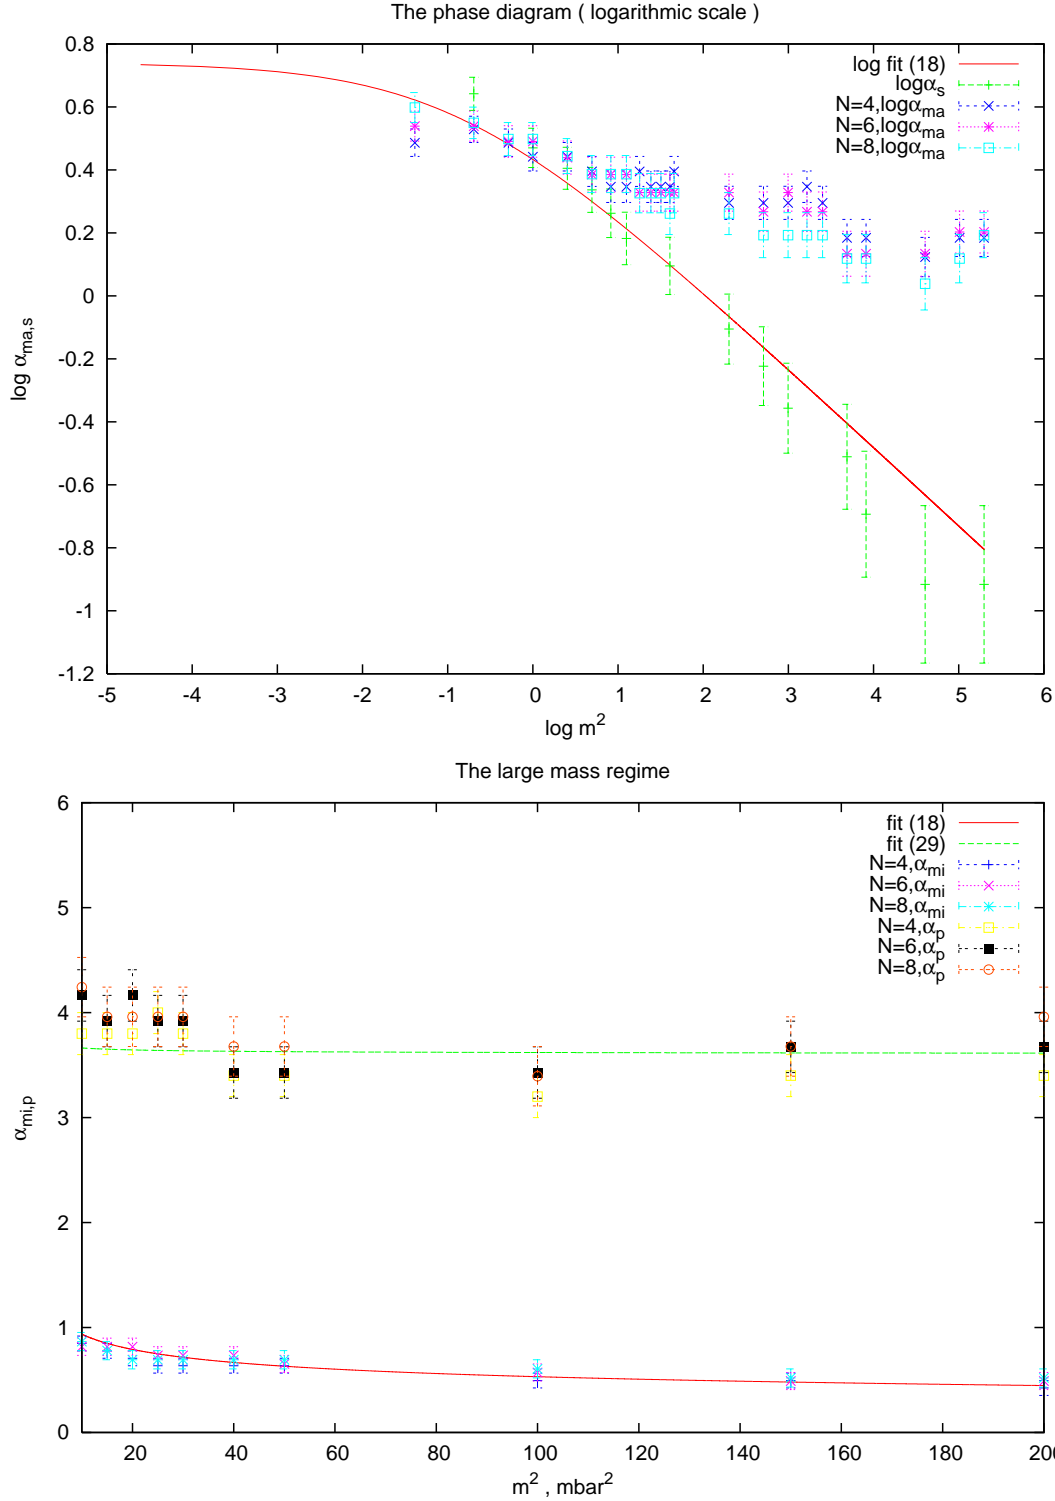 The phase diagram ( logarithmic scale )
0.8
0.6
0.4
0.2
0
-0.2
-0.4
-0.6
-0.8
-1
-1.2
log α_ma,s
log fit (18)
logα_s
N=4,logα_ma
N=6,logα_ma
N=8,logα_ma
-5 -4 -3 -2 -1 0 1 2 3 4 5 6
log m²
The large mass regime
6
5
4
3
2
1
0
α_mi,p
fit (18)
fit (29)
N=4,α_mi
N=6,α_mi
N=8,α_mi
N=4,α_p
N=6,α_p
N=8,α_p
20 40 60 80 100 120 140 160 180 200
m² , mbar²